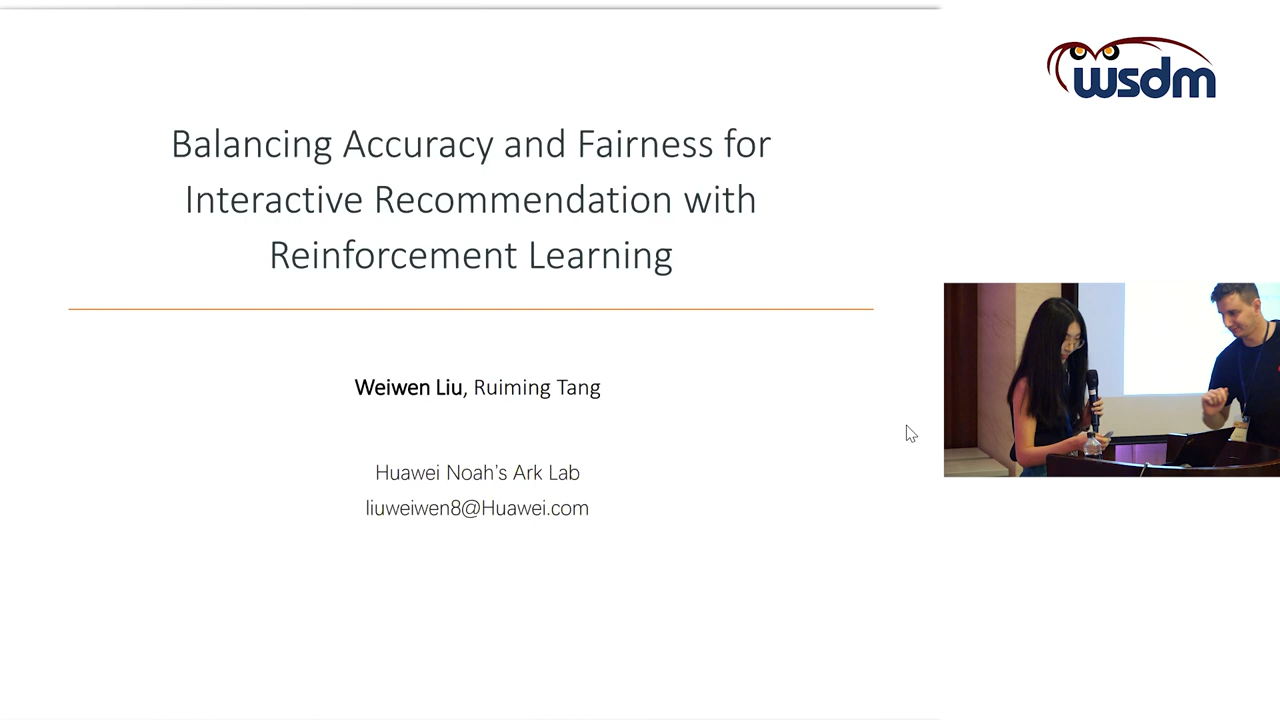 wsdm
Balancing Accuracy and Fairness for
Interactive Recommendation with
Reinforcement Learning
Weiwen Liu, Ruiming Tang
Huawei Noah's Ark Lab
liuweiwen8@Huawei.com